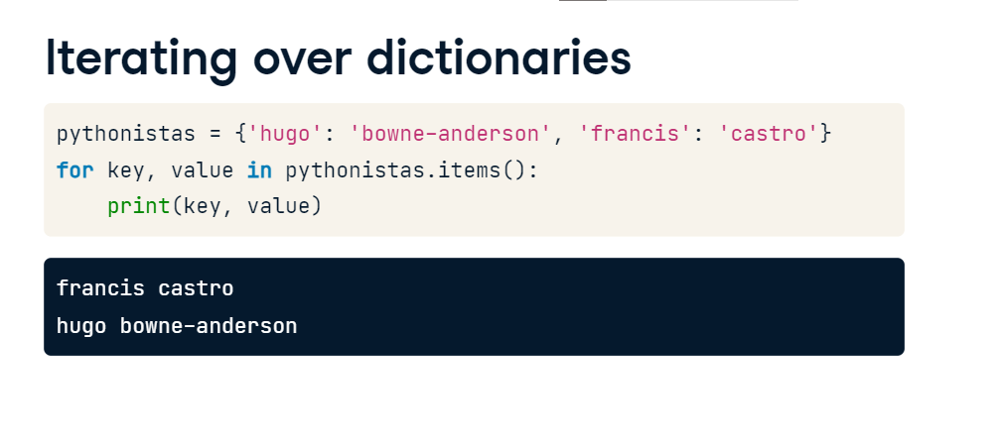 Iterating over dictionaries
pythonistas = {'hugo': 'bowne-anderson', 'francis': 'castro'}
for key, value in pythonistas.items():
    print(key, value)
francis castro
hugo bowne-anderson